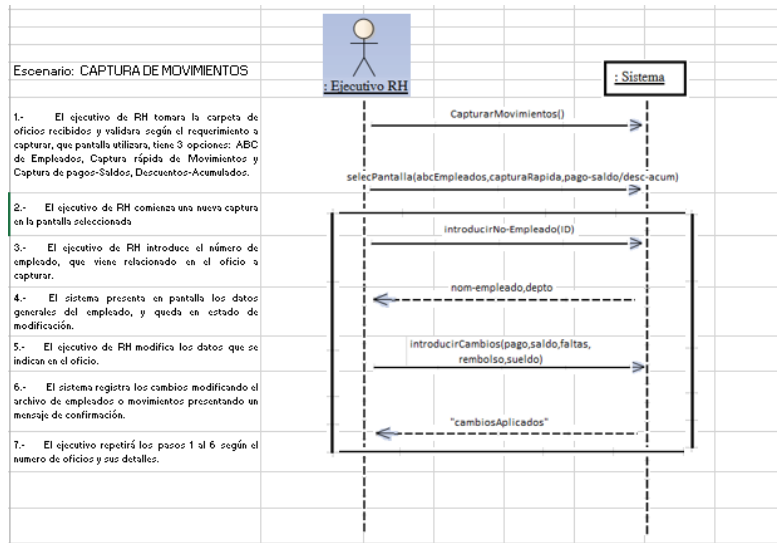 Escenario: CAPTURA DE MOVIMIENTOS
1.- El ejecutivo de RH tomara la carpeta de
oficios recibidos y validara según el requerimiento a
capturar, que pantalla utilizara, tiene 3 opciones: ABC
de Empleados, Captura rápida de Movimientos y
Captura de pagos-Saldos, Descuentos-Acumulados.
2.- El ejecutivo de RH comienza una nueva captura
en la pantalla seleccionada
3.- El ejecutivo de RH introduce el número de
empleado, que viene relacionado en el oficio a
capturar.
4.- El sistema presenta en pantalla los datos
generales del empleado, y queda en estado de
modificación.
5.- El ejecutivo de RH modifica los datos que se
indican en el oficio.
6.- El sistema registra los cambios modificando el
archivo de empleados o movimientos presentando un
mensaje de confirmación.
7.- El ejecutivo repetirá los pasos 1 al 6 según el
numero de oficios y sus detalles.
: Ejecutivo RH
: Sistema
CapturarMovimientos()
selecPantalla(abcEmpleados,capturaRapida,pago-saldo/desc-acum)
introducirNo-Empleado(ID)
nom-empleado,depto
introducirCambios(pago,saldo,faltas,
rembolso,sueldo)
"cambiosAplicados"